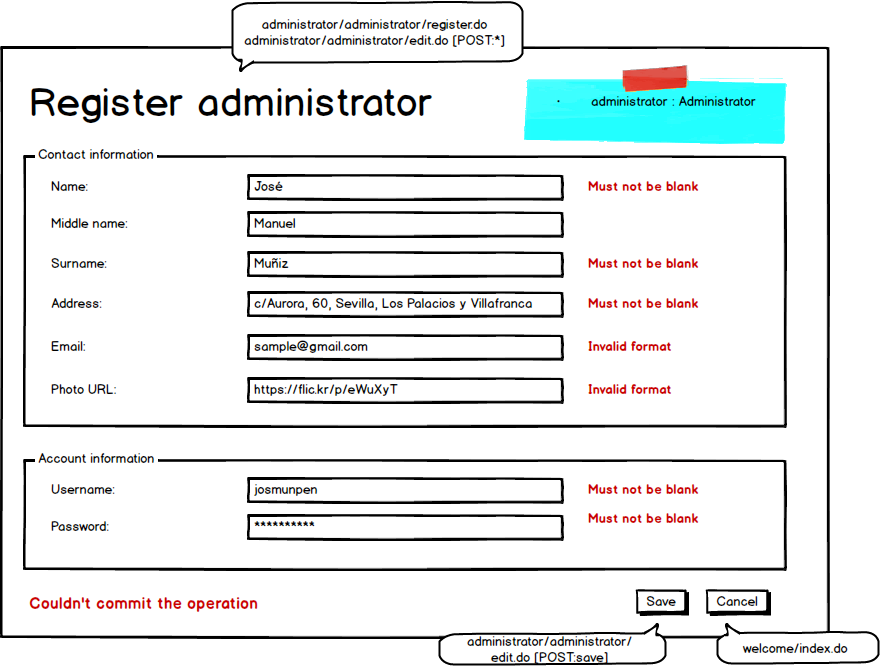 administrator/administrator/register.do
administrator/administrator/edit.do [POST:*]
Register administrator
· administrator : Administrator
Contact information
Name: José Must not be blank
Middle name: Manuel
Surname: Muñiz Must not be blank
Address: c/Aurora, 60, Sevilla, Los Palacios y Villafranca Must not be blank
Email: sample@gmail.com Invalid format
Photo URL: https://flic.kr/p/eWuXyT Invalid format
Account information
Username: josmunpen Must not be blank
Password: ********** Must not be blank
Couldn't commit the operation Save Cancel
administrator/administrator/
edit.do [POST:save]
welcome/index.do